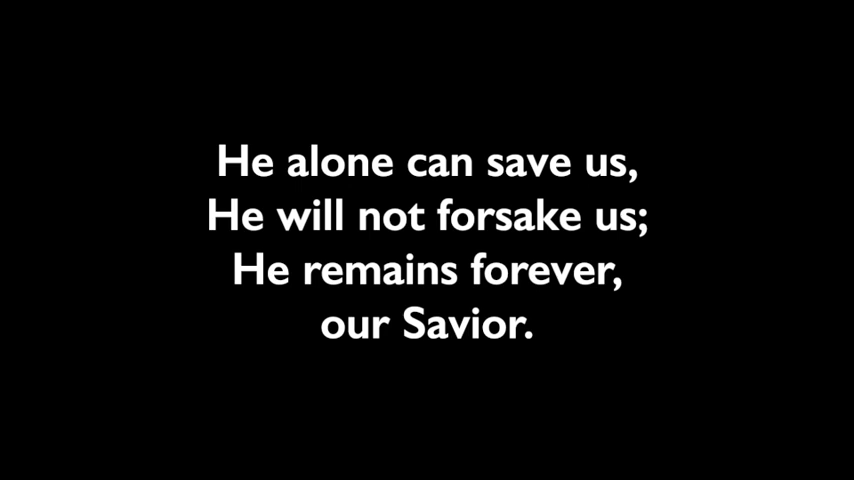 He alone can save us,
He will not forsake us;
He remains forever,
our Savior.